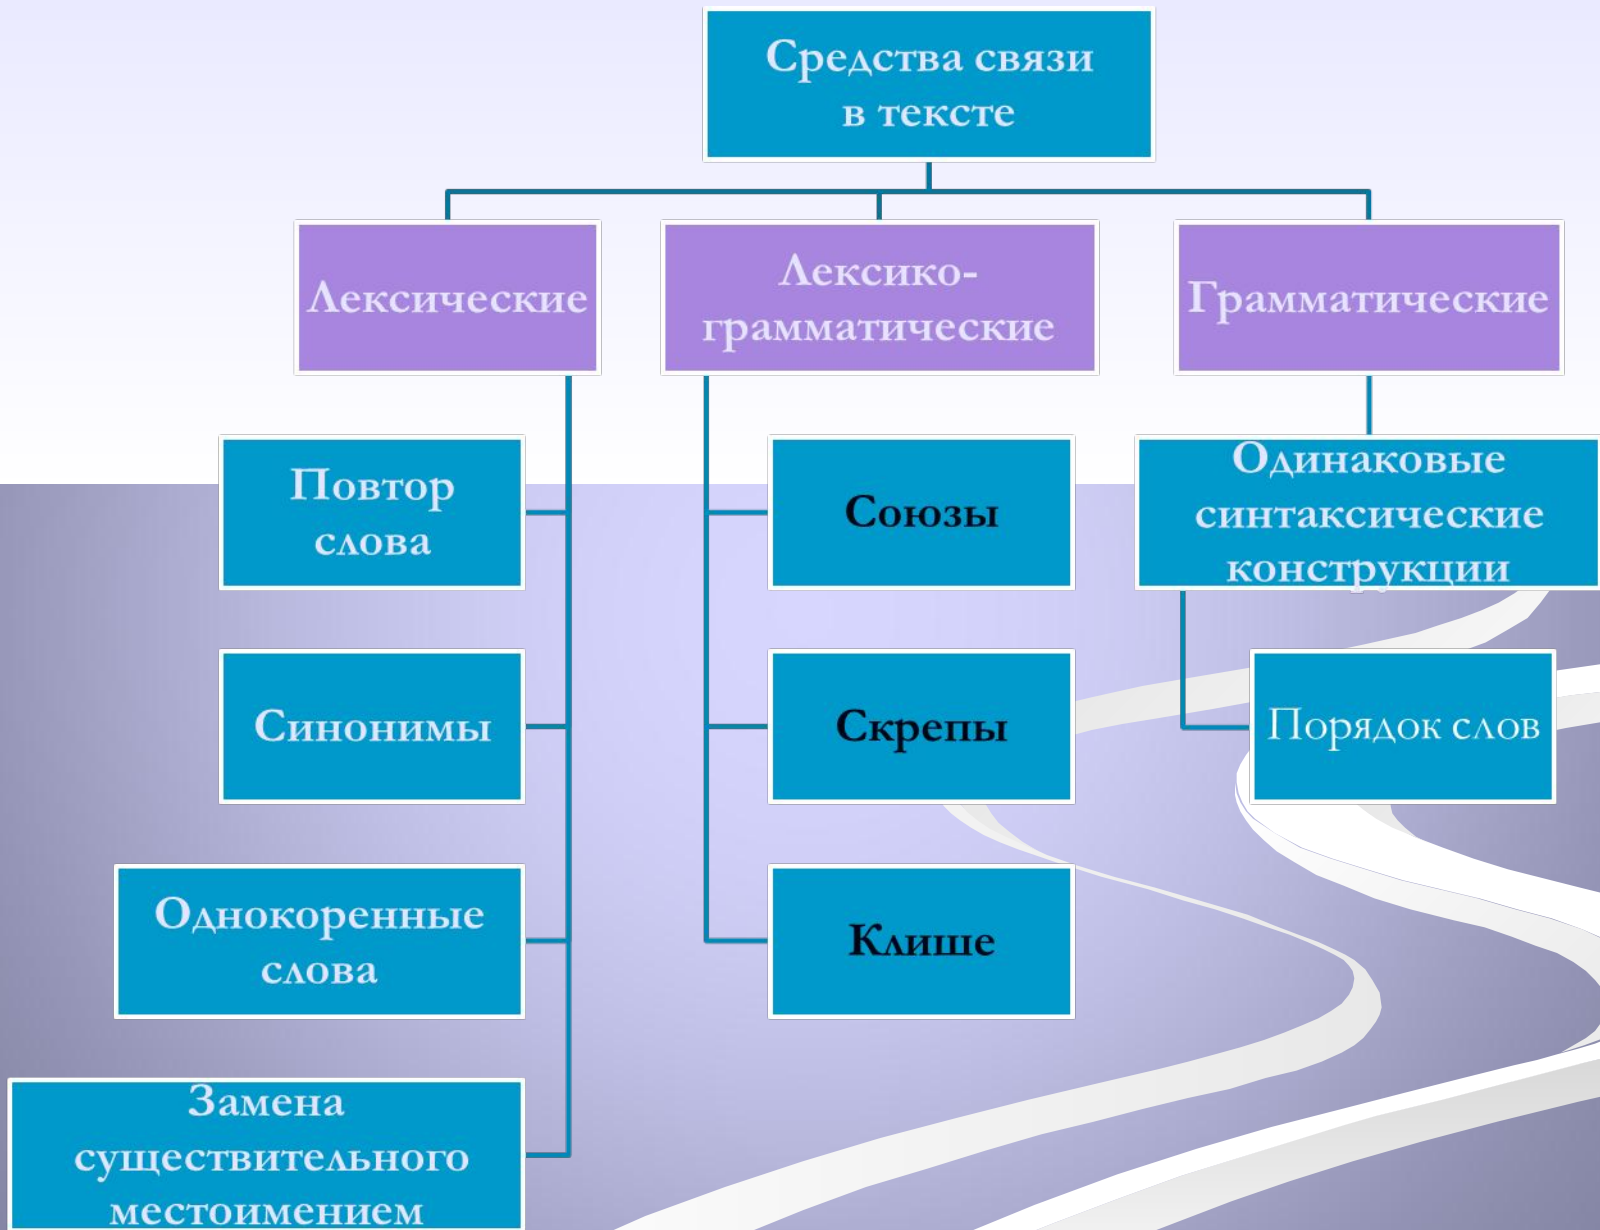 Средства связи
в тексте
Лексические
Лексико-
грамматические
Грамматические
Повтор
слова
Синонимы
Однокоренные
слова
Замена
существительного
местоимением
Союзы
Скрепы
Клише
Одинаковые
синтаксические
конструкции
Порядок слов